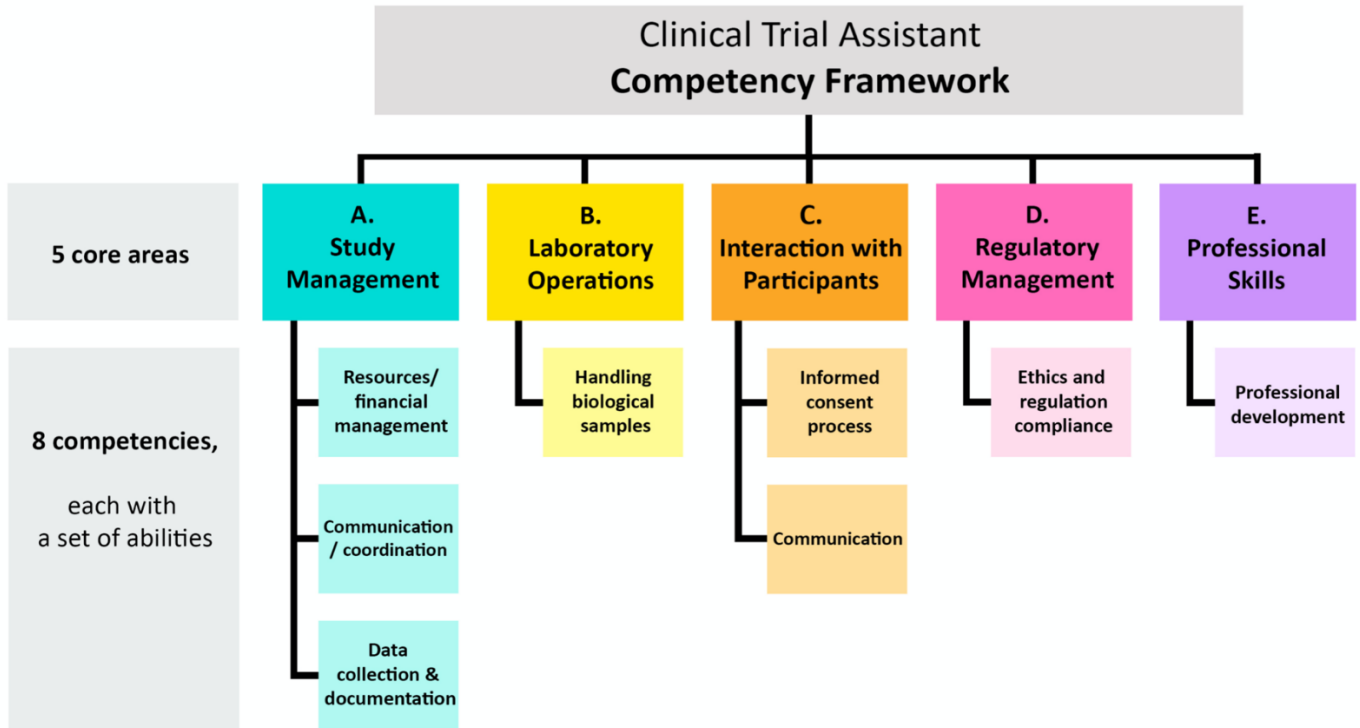 Clinical Trial Assistant
Competency Framework
5 core areas
A.
Study
Management
B.
Laboratory
Operations
C.
Interaction with
Participants
D.
Regulatory
Management
E.
Professional
Skills
8 competencies,
each with
a set of abilities
Resources/
financial
management
Handling
biological
samples
Informed
consent
process
Ethics and
regulation
compliance
Professional
development
Communication
/ coordination
Communication
Data
collection &
documentation